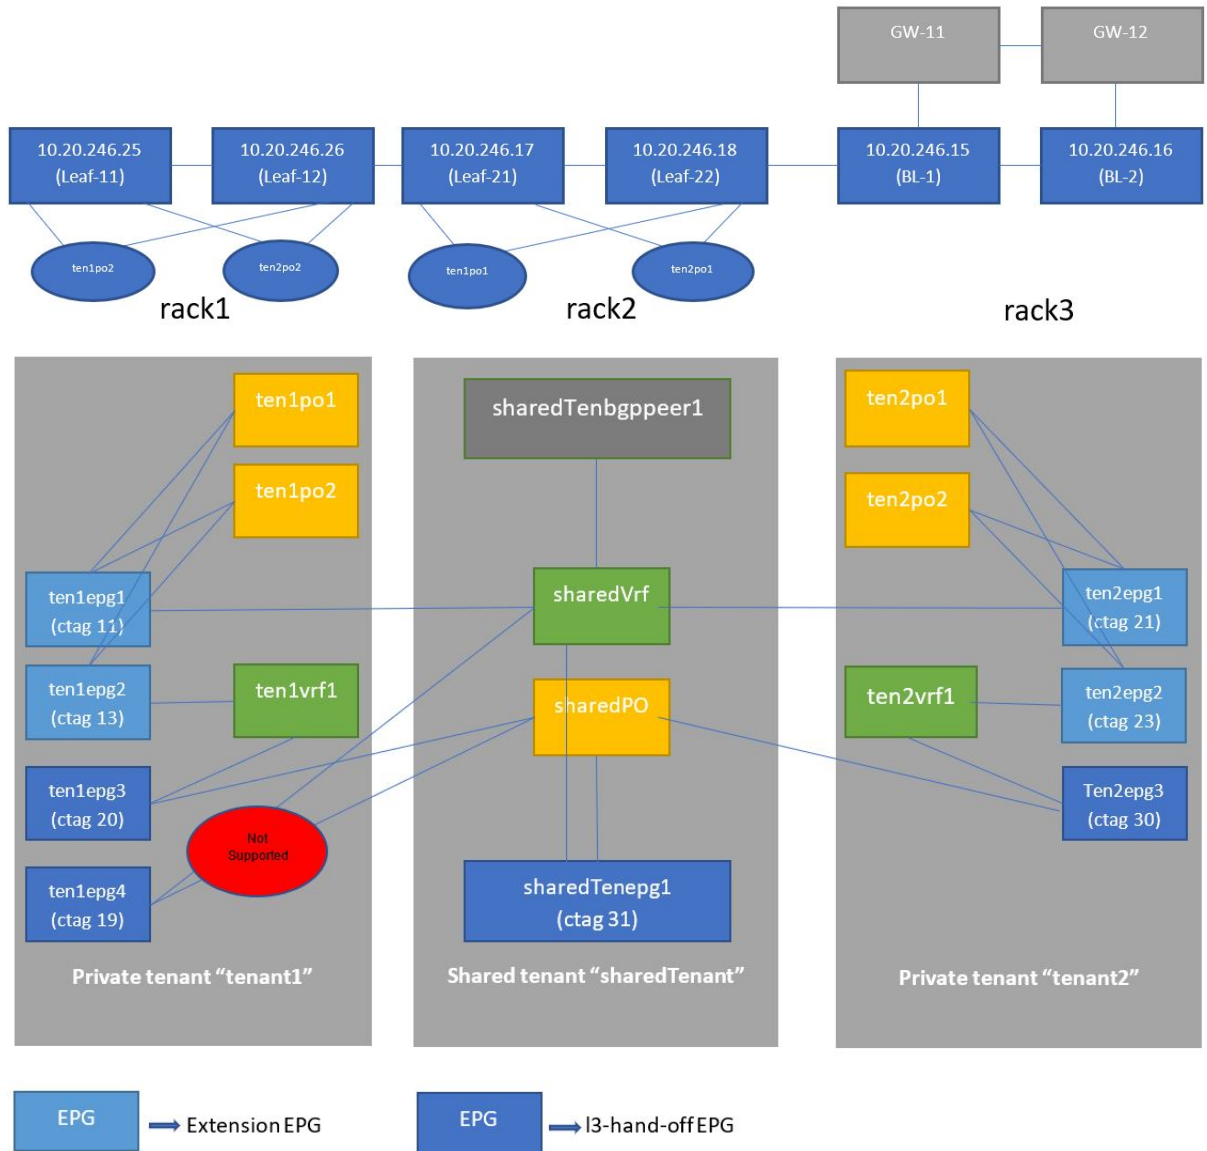 GW-11
GW-12
10.20.246.25
(Leaf-11)
10.20.246.26
(Leaf-12)
10.20.246.17
(Leaf-21)
10.20.246.18
(Leaf-22)
10.20.246.15
(BL-1)
10.20.246.16
(BL-2)
ten1po2
ten2po2
ten1po1
ten2po1
rack1
rack2
rack3
ten1po1
ten1po2
ten1epg1
(ctag 11)
ten1epg2
(ctag 13)
ten1vrf1
ten1epg3
(ctag 20)
Not
Supported
ten1epg4
(ctag 19)
Private tenant “tenant1”
sharedTenbgppeer1
sharedVrf
sharedPO
sharedTenepg1
(ctag 31)
Shared tenant “sharedTenant”
ten2po1
ten2po2
ten2epg1
(ctag 21)
ten2vrf1
ten2epg2
(ctag 23)
Ten2epg3
(ctag 30)
Private tenant “tenant2”
EPG
Extension EPG
EPG
l3-hand-off EPG